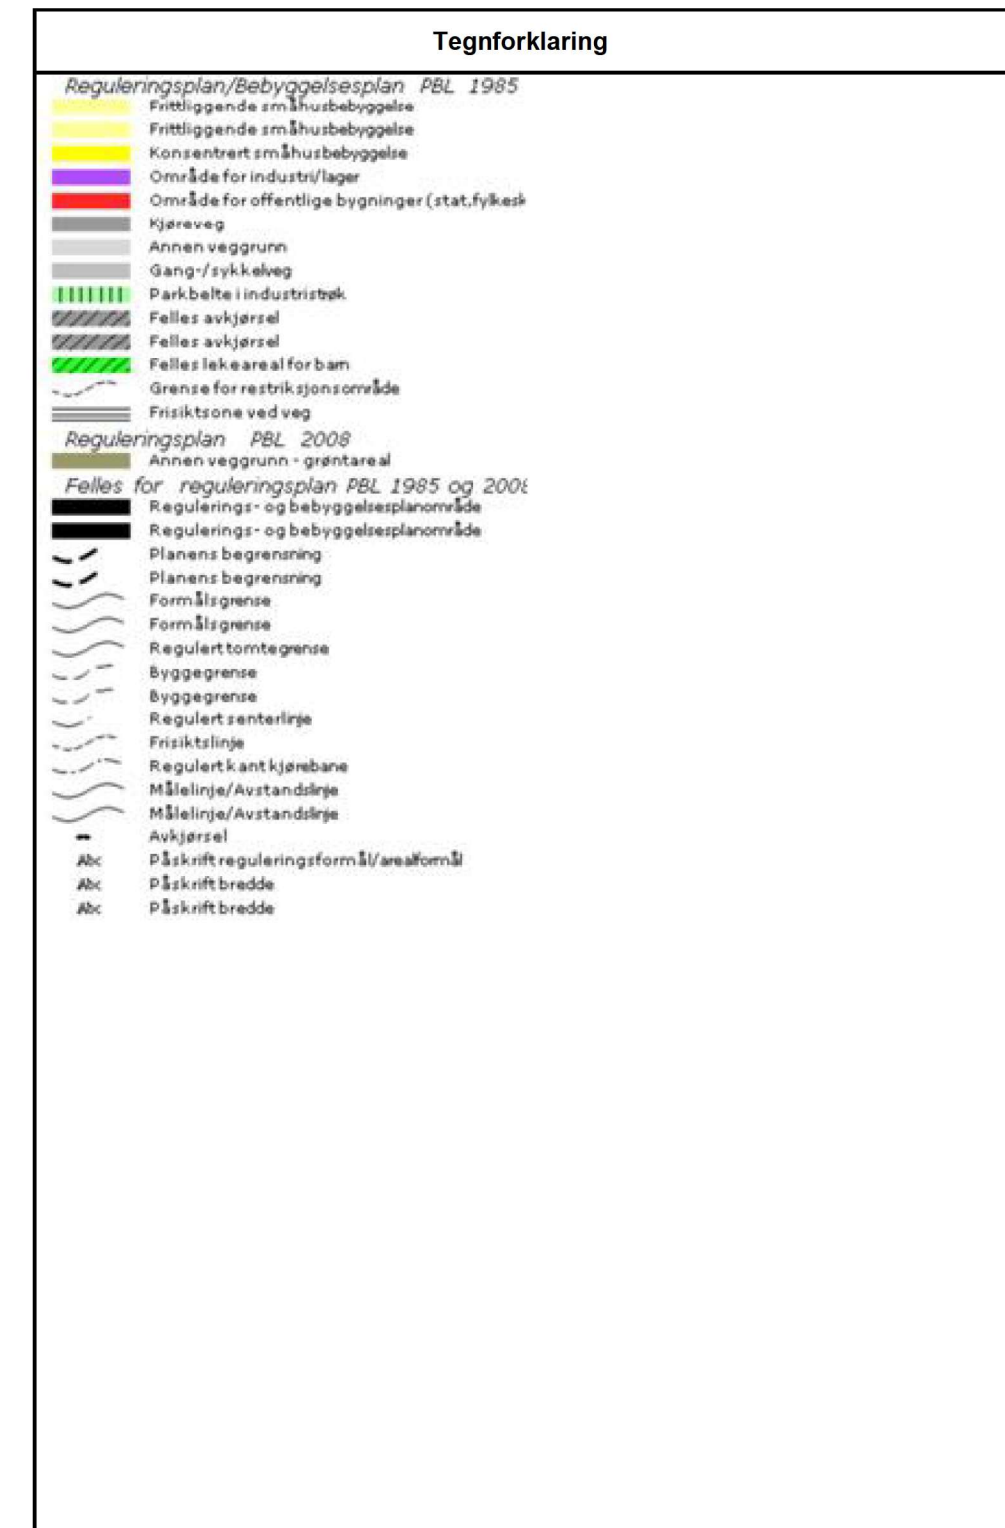 Tegnforklaring
Reguleringsplan/Bebyggelsesplan PBL 1985
Frittliggende småhusbebyggelse
Frittliggende småhusbebyggelse
Konsentrert småhusbebyggelse
Område for industri/lager
Område for offentlige bygninger (stat,fylkesk
Kjøreveg
Annen veggrunn
Gang-/sykkelveg
Parkbelte i industristrøk
Felles avkjørsel
Felles avkjørsel
Felles lekeareal for barn
Grense for restriksjonsområde
Frisiktsone ved veg
Reguleringsplan PBL 2008
Annen veggrunn - grøntareal
Felles for reguleringsplan PBL 1985 og 2008
Regulerings- og bebyggelsesplanområde
Regulerings- og bebyggelsesplanområde
Planens begrensning
Planens begrensning
Formålsgrense
Formålsgrense
Regulert tomtegrense
Byggegrense
Byggegrense
Regulert senterlinje
Frisiktslinje
Regulert kant kjørebane
Målelinje/Avstandslinje
Målelinje/Avstandslinje
Avkjørsel
Abc Påskrift reguleringsformål/arealformål
Abc Påskrift bredde
Abc Påskrift bredde